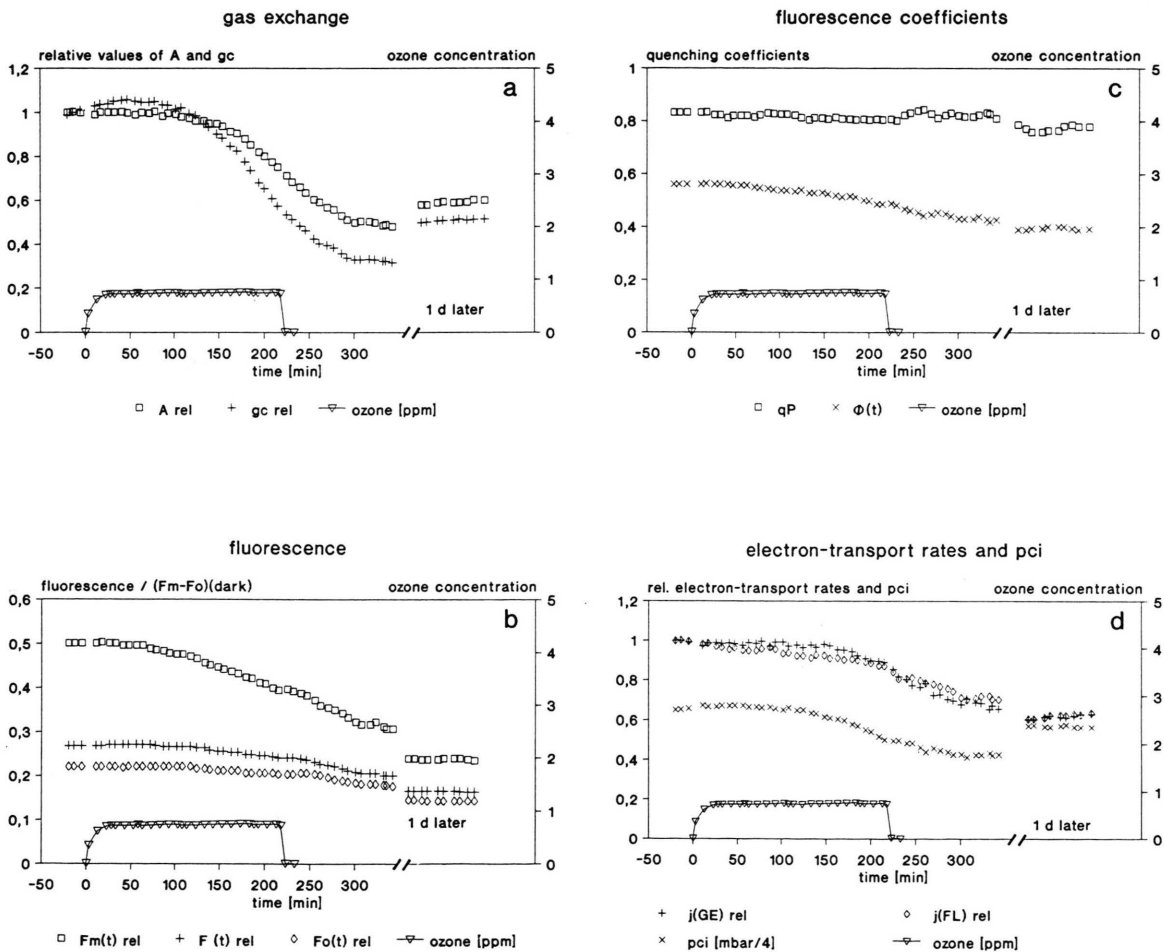 gas exchange
relative values of A and gc
ozone concentration
1,2
1
0,8
0,6
0,4
0,2
0
5
4
3
2
1
0
a
1 d later
-50 0 50 100 150 200 250 300
time [min]
A rel gc rel ozone [ppm]
fluorescence coefficients
quenching coefficients
ozone concentration
1
0,8
0,6
0,4
0,2
0
5
4
3
2
1
0
c
1 d later
-50 0 50 100 150 200 250 300
time [min]
qP Φ(t) ozone [ppm]
fluorescence
fluorescence / (Fm-Fo)(dark)
ozone concentration
0,6
0,5
0,4
0,3
0,2
0,1
0
5
4
3
2
1
0
b
1 d later
-50 0 50 100 150 200 250 300
time [min]
Fm(t) rel F (t) rel Fo(t) rel ozone [ppm]
electron-transport rates and pci
rel. electron-transport rates and pci
ozone concentration
1,2
1
0,8
0,6
0,4
0,2
0
5
4
3
2
1
0
d
1 d later
-50 0 50 100 150 200 250 300
time [min]
j(GE) rel j(FL) rel
pci [mbar/4] ozone [ppm]